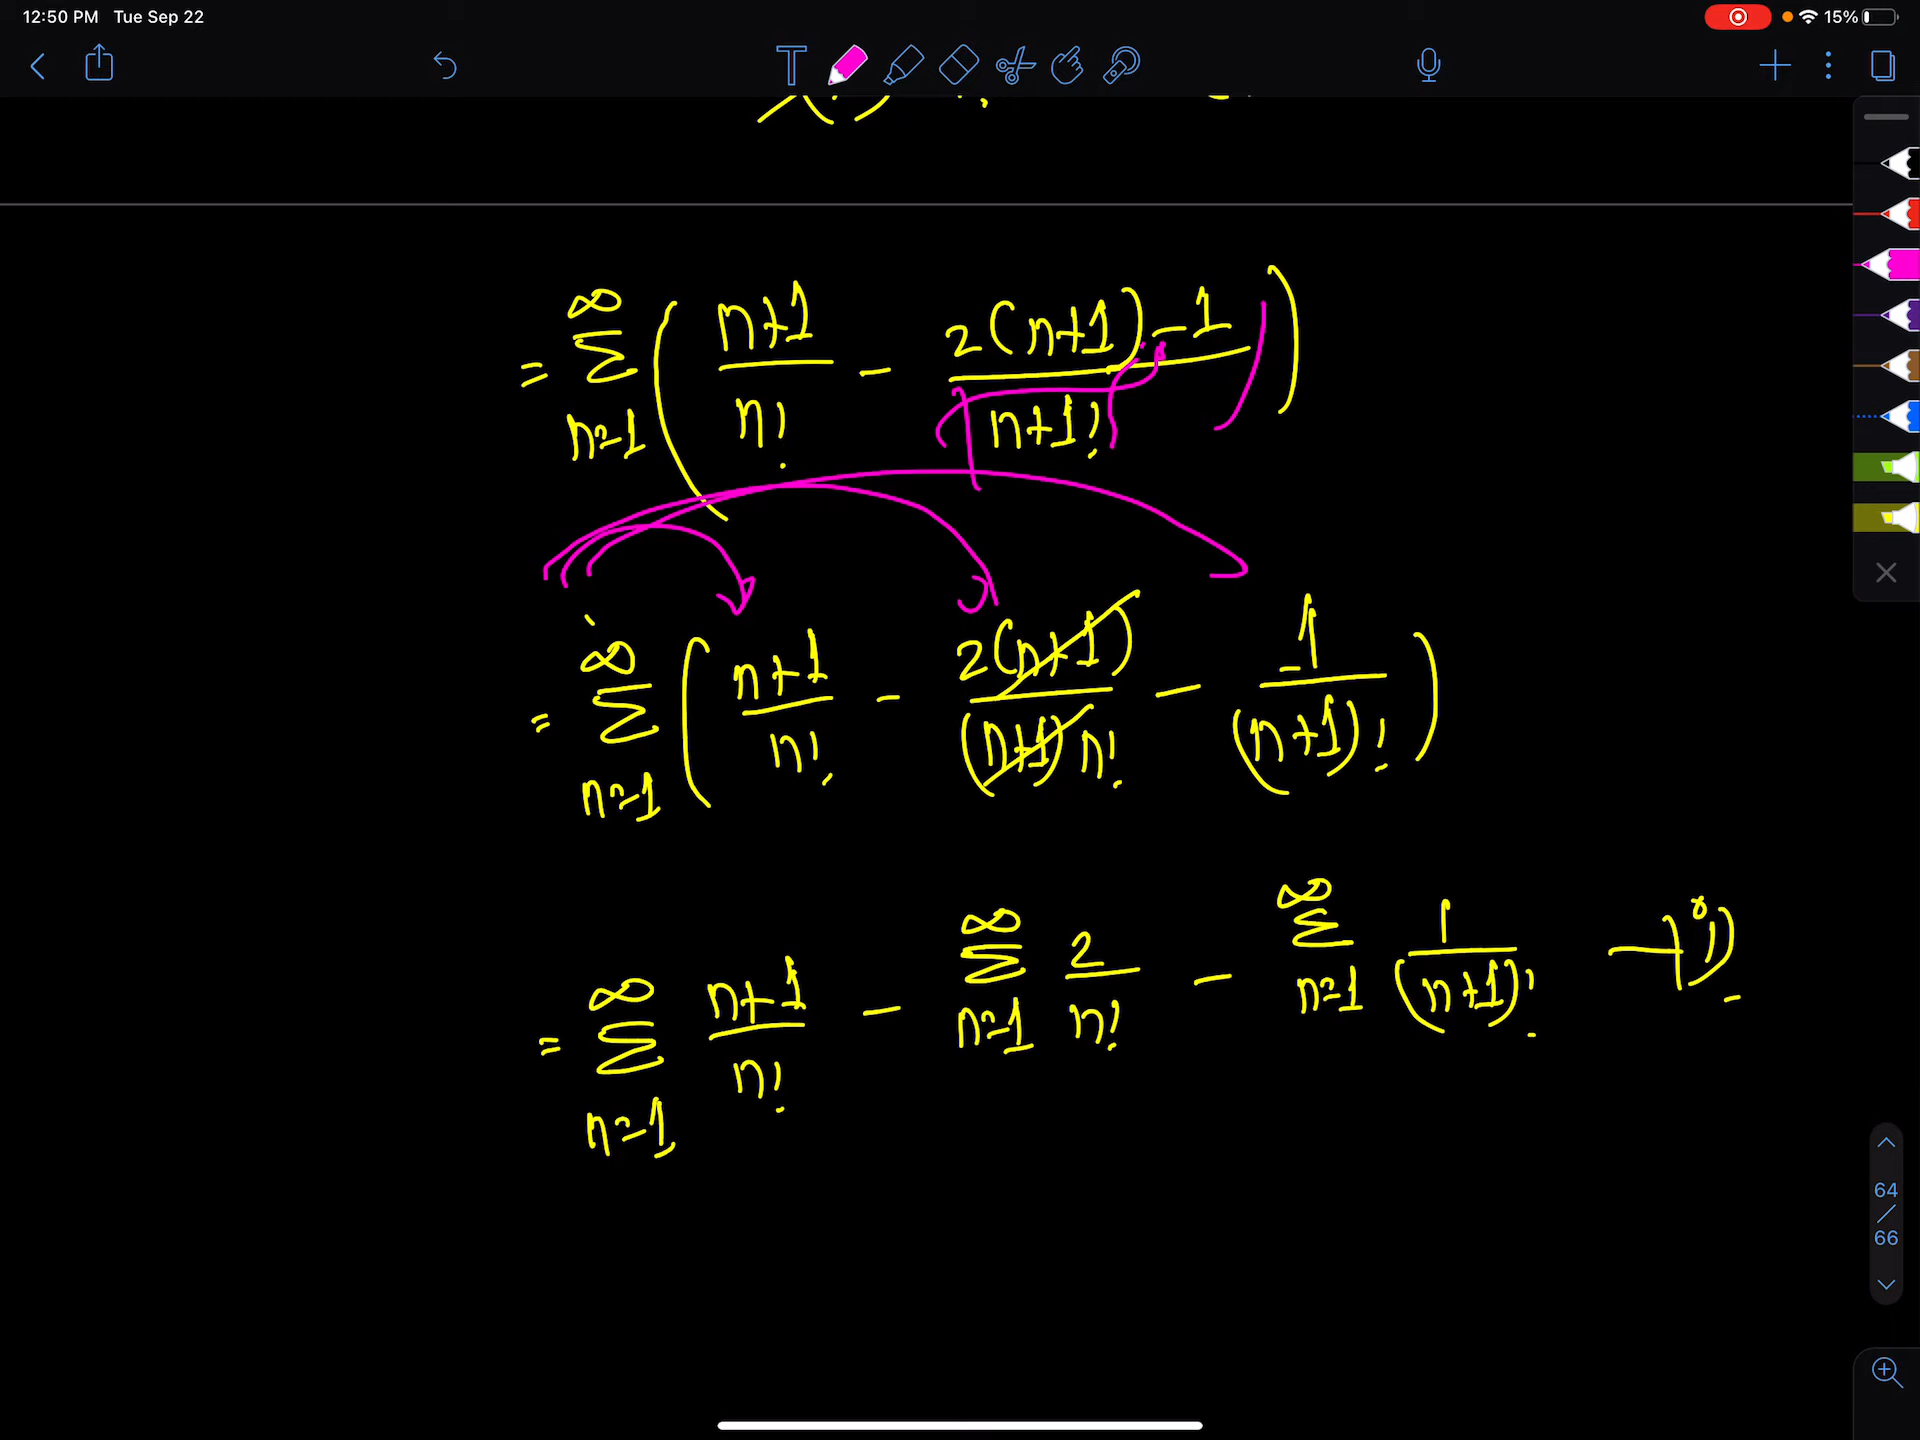 12:50 PM Tue Sep 22 15%
= ∞ Σ n=1 ( n+1 / n! - 2(n+1) - 1 / n+1! )
= ∞ Σ n=1 ( n+1 / n! - 2(n+1) / (n+1) n! - 1 / (n+1)! )
= ∞ Σ n=1 n+1 / n! - ∞ Σ n=1 2 / n! - ∞ Σ n=1 1 / (n+1)!
64
/
66